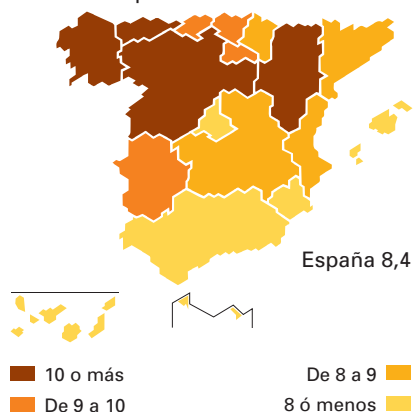 España 8,4
10 o más
De 8 a 9
De 9 a 10
8 ó menos